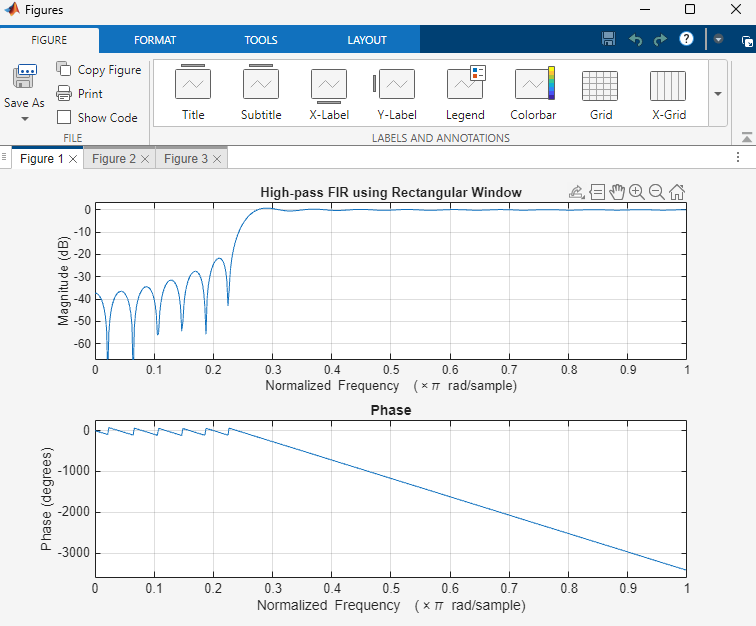 Figures
FIGURE FORMAT TOOLS LAYOUT
Save As
Copy Figure
Print
Show Code
Title Subtitle X-Label Y-Label Legend Colorbar Grid X-Grid
FILE LABELS AND ANNOTATIONS
Figure 1 Figure 2 Figure 3
High-pass FIR using Rectangular Window
Magnitude (dB)
0
-10
-20
-30
-40
-50
-60
0 0.1 0.2 0.3 0.4 0.5 0.6 0.7 0.8 0.9 1
Normalized Frequency (×π rad/sample)
Phase
Phase (degrees)
0
-1000
-2000
-3000
0 0.1 0.2 0.3 0.4 0.5 0.6 0.7 0.8 0.9 1
Normalized Frequency (×π rad/sample)